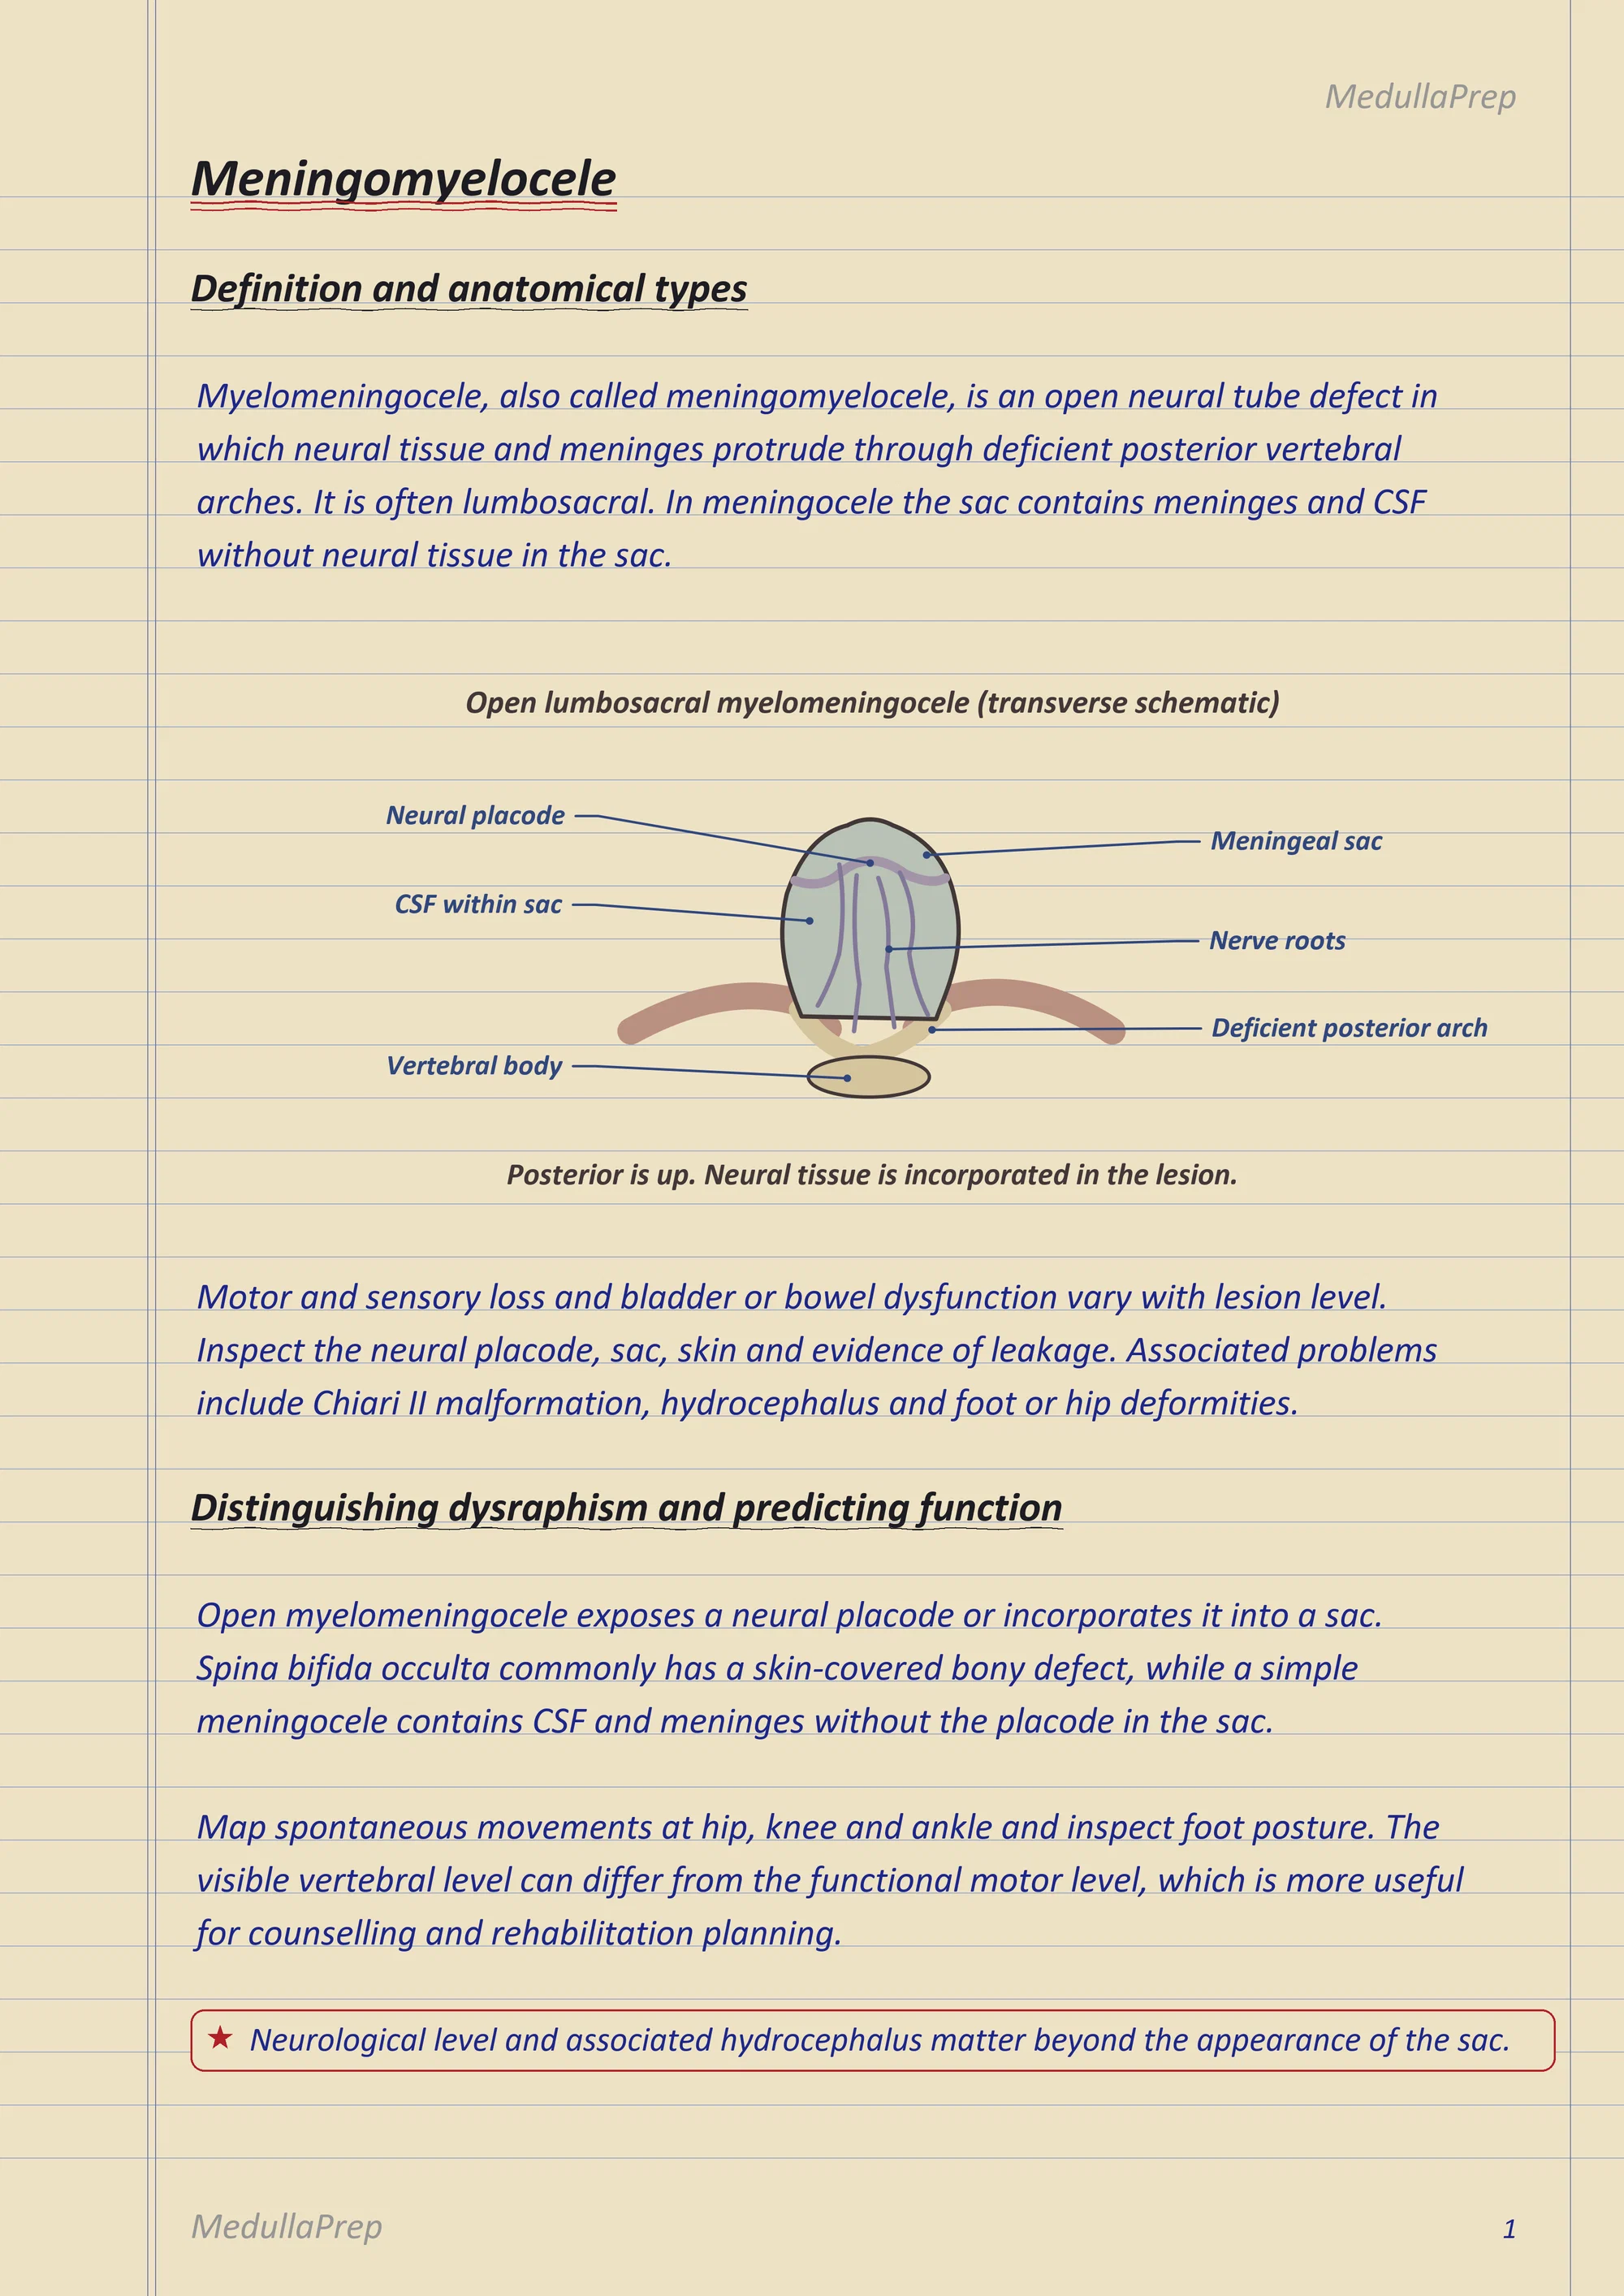 MedullaPrep
Meningomyelocele
Definition and anatomical types
Myelomeningocele, also called meningomyelocele, is an open neural tube defect in
which neural tissue and meninges protrude through deficient posterior vertebral
arches. It is often lumbosacral. In meningocele the sac contains meninges and CSF
without neural tissue in the sac.
Open lumbosacral myelomeningocele (transverse schematic)
Neural placode
Meningeal sac
CSF within sac
Nerve roots
Deficient posterior arch
Vertebral body
Posterior is up. Neural tissue is incorporated in the lesion.
Motor and sensory loss and bladder or bowel dysfunction vary with lesion level.
Inspect the neural placode, sac, skin and evidence of leakage. Associated problems
include Chiari II malformation, hydrocephalus and foot or hip deformities.
Distinguishing dysraphism and predicting function
Open myelomeningocele exposes a neural placode or incorporates it into a sac.
Spina bifida occulta commonly has a skin-covered bony defect, while a simple
meningocele contains CSF and meninges without the placode in the sac.
Map spontaneous movements at hip, knee and ankle and inspect foot posture. The
visible vertebral level can differ from the functional motor level, which is more useful
for counselling and rehabilitation planning.
★ Neurological level and associated hydrocephalus matter beyond the appearance of the sac.
MedullaPrep
1